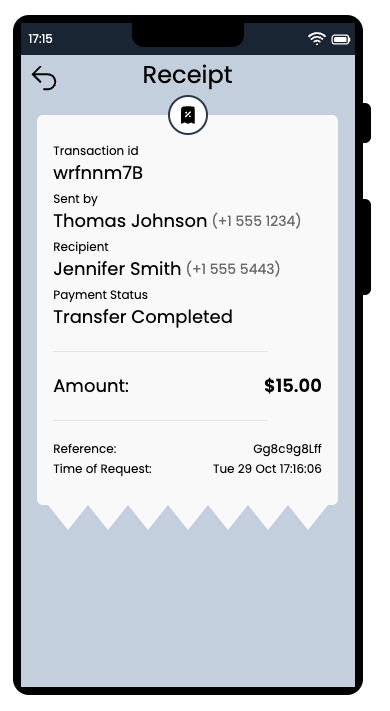 17:15
Receipt
Transaction id
wrfnnm7B
Sent by
Thomas Johnson (+1 555 1234)
Recipient
Jennifer Smith (+1 555 5443)
Payment Status
Transfer Completed
Amount: $15.00
Reference: Gg8c9g8Lff
Time of Request: Tue 29 Oct 17:16:06